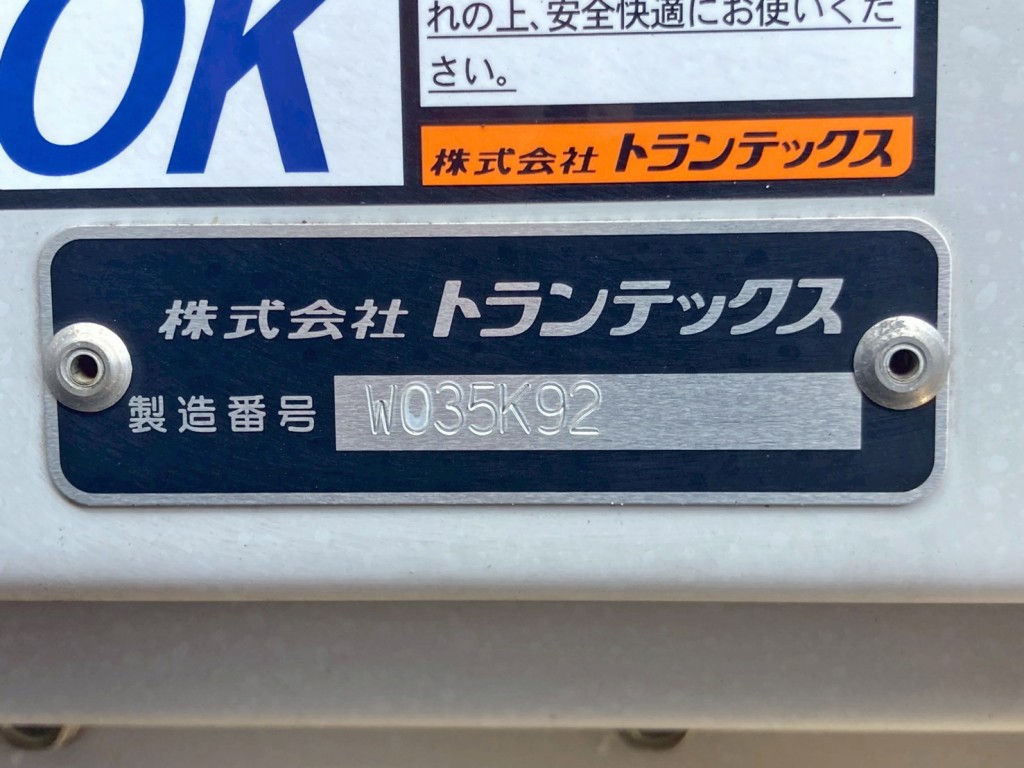 OK
れの上、安全快適にお使いくだ
さい。
株式会社 トランテックス
株式会社 トランテックス
製造番号 W035K92